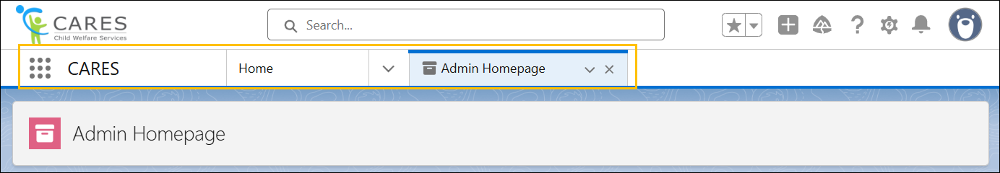 CARES
Child Welfare Services
Search...
CARES
Home
Admin Homepage
Admin Homepage